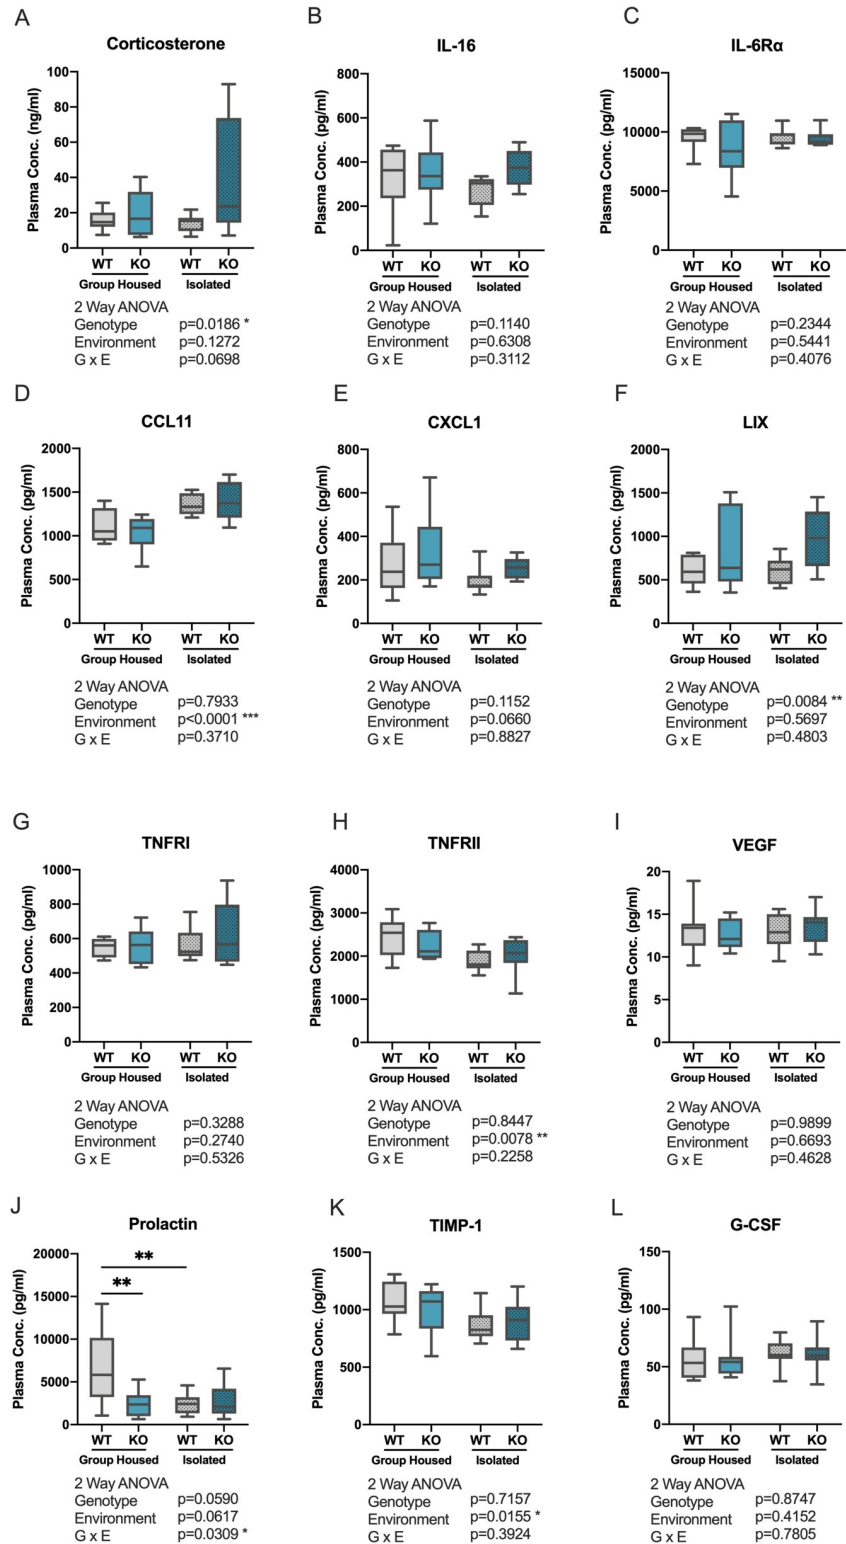 A
Corticosterone
Plasma Conc. (ng/ml)
100
80
60
40
20
0
WT KO WT KO
Group Housed Isolated
2 Way ANOVA
Genotype p=0.0186 *
Environment p=0.1272
G x E p=0.0698
B
IL-16
Plasma Conc. (pg/ml)
800
600
400
200
0
WT KO WT KO
Group Housed Isolated
2 Way ANOVA
Genotype p=0.1140
Environment p=0.6308
G x E p=0.3112
C
IL-6Rα
Plasma Conc. (pg/ml)
15000
10000
5000
0
WT KO WT KO
Group Housed Isolated
2 Way ANOVA
Genotype p=0.2344
Environment p=0.5441
G x E p=0.4076
D
CCL11
Plasma Conc. (pg/ml)
2000
1500
1000
500
0
WT KO WT KO
Group Housed Isolated
2 Way ANOVA
Genotype p=0.7933
Environment p<0.0001 ***
G x E p=0.3710
E
CXCL1
Plasma Conc. (pg/ml)
800
600
400
200
0
WT KO WT KO
Group Housed Isolated
2 Way ANOVA
Genotype p=0.1152
Environment p=0.0660
G x E p=0.8827
F
LIX
Plasma Conc. (pg/ml)
2000
1500
1000
500
0
WT KO WT KO
Group Housed Isolated
2 Way ANOVA
Genotype p=0.0084 **
Environment p=0.5697
G x E p=0.4803
G
TNFRI
Plasma Conc. (pg/ml)
1000
800
600
400
200
0
WT KO WT KO
Group Housed Isolated
2 Way ANOVA
Genotype p=0.3288
Environment p=0.2740
G x E p=0.5326
H
TNFRII
Plasma Conc. (pg/ml)
4000
3000
2000
1000
0
WT KO WT KO
Group Housed Isolated
2 Way ANOVA
Genotype p=0.8447
Environment p=0.0078 **
G x E p=0.2258
I
VEGF
Plasma Conc. (pg/ml)
20
15
10
5
0
WT KO WT KO
Group Housed Isolated
2 Way ANOVA
Genotype p=0.9899
Environment p=0.6693
G x E p=0.4628
J
Prolactin
Plasma Conc. (pg/ml)
20000
15000
10000
5000
0
**
**
WT KO WT KO
Group Housed Isolated
2 Way ANOVA
Genotype p=0.0590
Environment p=0.0617
G x E p=0.0309 *
K
TIMP-1
Plasma Conc. (pg/ml)
1500
1000
500
0
WT KO WT KO
Group Housed Isolated
2 Way ANOVA
Genotype p=0.7157
Environment p=0.0155 *
G x E p=0.3924
L
G-CSF
Plasma Conc. (pg/ml)
150
100
50
0
WT KO WT KO
Group Housed Isolated
2 Way ANOVA
Genotype p=0.8747
Environment p=0.4152
G x E p=0.7805